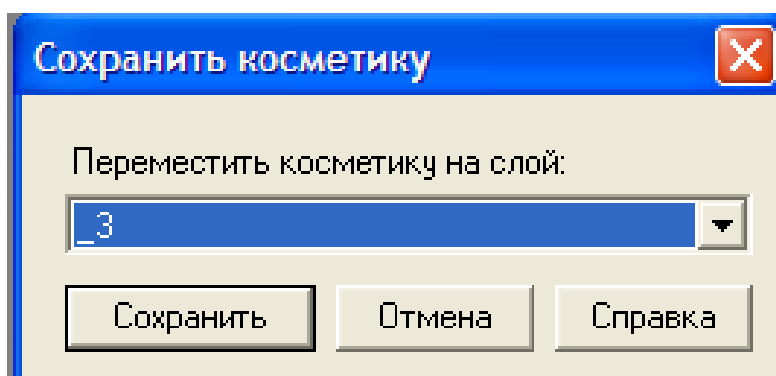 Сохранить косметику
Переместить косметику на слой:
_3
Сохранить Отмена Справка